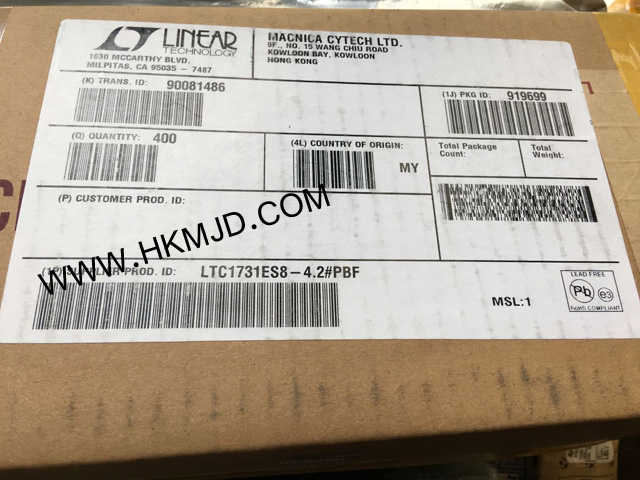 LINEAR
TECHNOLOGY
1630 McCARTHY BLVD.
MILPITAS, CA 95035 - 7487
MACNICA CYTECH LTD.
9F., NO. 15 WANG CHIU ROAD
KOWLOON BAY, KOWLOON
HONG KONG
(K) TRANS. ID: 90081486
(1J) PKG ID: 919699
(Q) QUANTITY: 400
(4L) COUNTRY OF ORIGIN:
MY
Total Package
Count:
Total
Weight:
(P) CUSTOMER PROD. ID:
WWW.HKMJD.COM
(1P) SUPPLIER PROD. ID: LTC1731ES8-4.2#PBF
MSL:1
LEAD FREE
Pb
e3
RoHS COMPLIANT